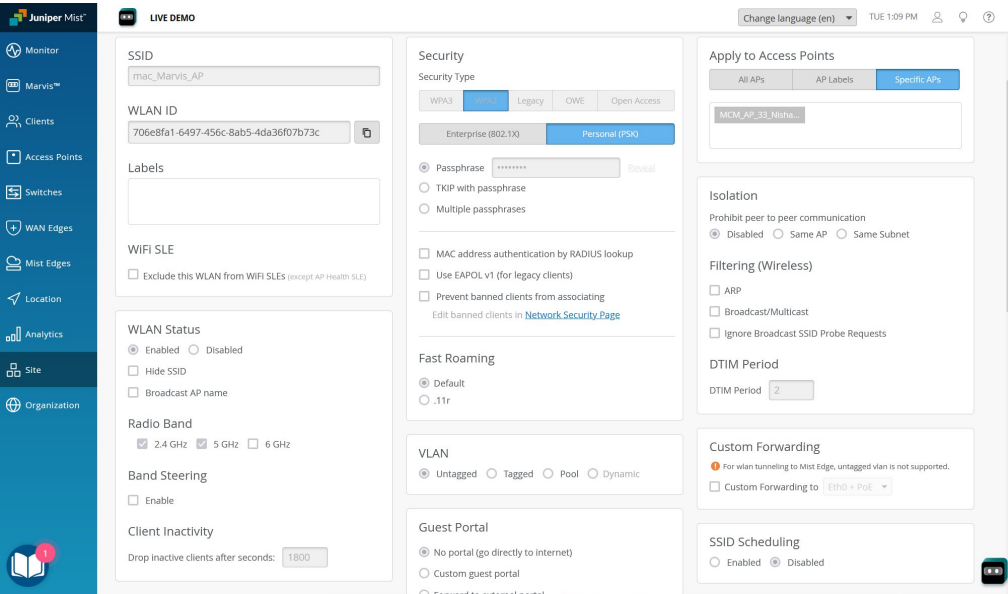 Juniper Mist™
LIVE DEMO
Change language (en)
TUE 1:09 PM
Monitor
Marvis™
Clients
Access Points
Switches
WAN Edges
Mist Edges
Location
Analytics
Site
Organization
1
SSID
mac_Marvis_AP
WLAN ID
706e8fa1-6497-456c-8ab5-4da36f07b73c
Labels
WiFi SLE
Exclude this WLAN from WiFi SLEs (except AP Health SLE)
WLAN Status
Enabled Disabled
Hide SSID
Broadcast AP name
Radio Band
2.4 GHz 5 GHz 6 GHz
Band Steering
Enable
Client Inactivity
Drop inactive clients after seconds: 1800
Security
Security Type
WPA3 WPA2 Legacy OWE Open Access
Enterprise (802.1X) Personal (PSK)
Passphrase ******** Reveal
TKIP with passphrase
Multiple passphrases
MAC address authentication by RADIUS lookup
Use EAPOL v1 (for legacy clients)
Prevent banned clients from associating
Edit banned clients in Network Security Page
Fast Roaming
Default
.11r
VLAN
Untagged Tagged Pool Dynamic
Guest Portal
No portal (go directly to internet)
Custom guest portal
Forward to external portal
Apply to Access Points
All APs AP Labels Specific APs
MCM_AP_33_Nisha...
Isolation
Prohibit peer to peer communication
Disabled Same AP Same Subnet
Filtering (Wireless)
ARP
Broadcast/Multicast
Ignore Broadcast SSID Probe Requests
DTIM Period
DTIM Period 2
Custom Forwarding
For wlan tunneling to Mist Edge, untagged vlan is not supported.
Custom Forwarding to Eth0 + PoE
SSID Scheduling
Enabled Disabled